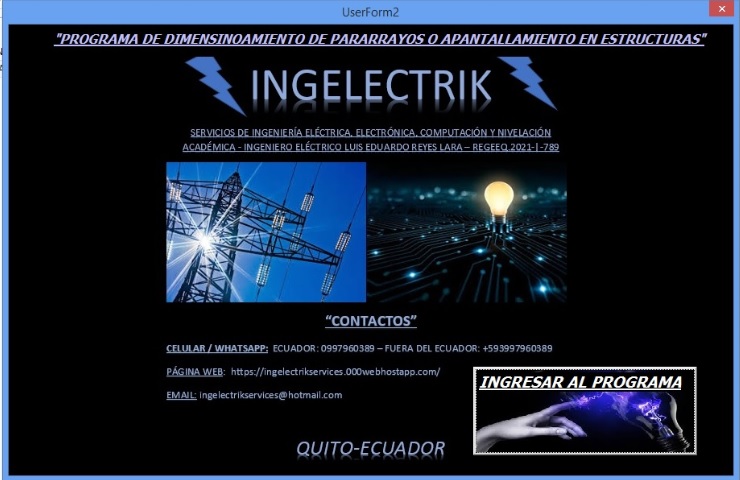 UserForm2
"PROGRAMA DE DIMENSINOAMIENTO DE PARARRAYOS O APANTALLAMIENTO EN ESTRUCTURAS"
INGELECTRIK
SERVICIOS DE INGENIERÍA ELÉCTRICA, ELECTRÓNICA, COMPUTACIÓN Y NIVELACIÓN
ACADÉMICA - INGENIERO ELÉCTRICO LUIS EDUARDO REYES LARA – REGEEQ.2021-|-789
“CONTACTOS”
CELULAR / WHATSAPP: ECUADOR: 0997960389 – FUERA DEL ECUADOR: +593997960389
PÁGINA WEB: https://ingelectrikservices.000webhostapp.com/
EMAIL: ingelectrikservices@hotmail.com
INGRESAR AL PROGRAMA
QUITO-ECUADOR